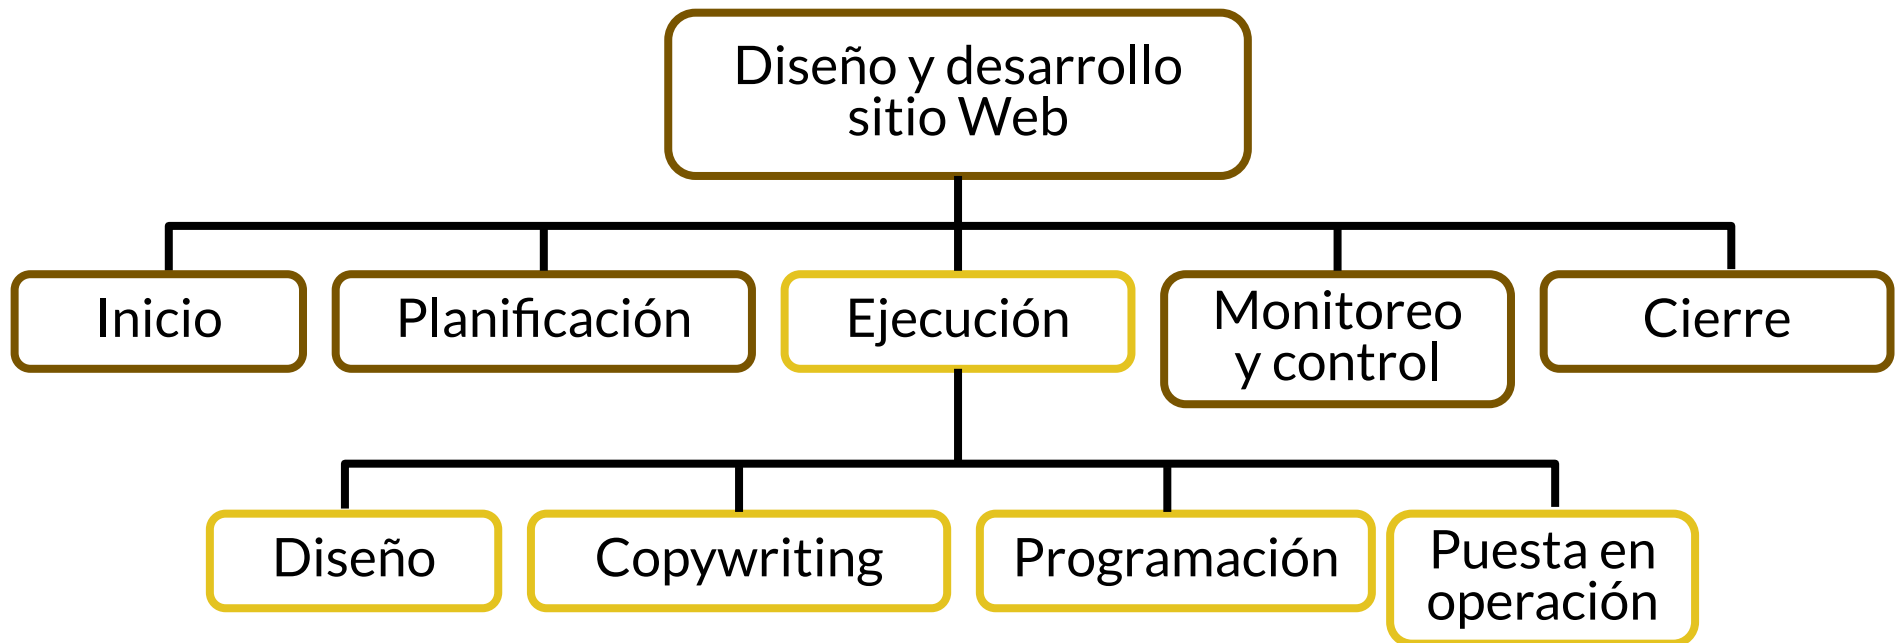 Diseño y desarrollo
sitio Web
Inicio
Planificación
Ejecución
Monitoreo
y control
Cierre
Diseño
Copywriting
Programación
Puesta en
operación